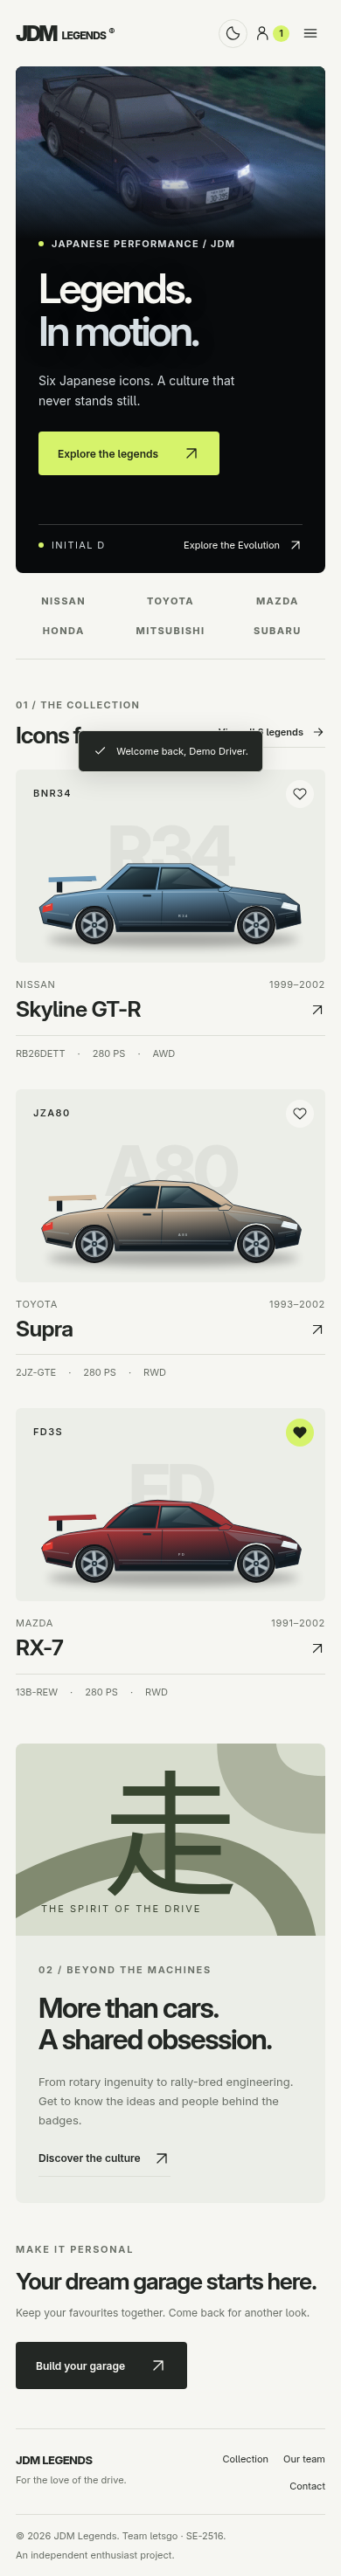 JDM LEGENDS ®
1
JAPANESE PERFORMANCE / JDM
Legends.
In motion.
Six Japanese icons. A culture that
never stands still.
Explore the legends
INITIAL D
Explore the Evolution
NISSAN TOYOTA MAZDA
HONDA MITSUBISHI SUBARU
01 / THE COLLECTION
Icons
legends
Welcome back, Demo Driver.
BNR34
R34
NISSAN 1999–2002
Skyline GT-R
RB26DETT · 280 PS · AWD
JZA80
A80
TOYOTA 1993–2002
Supra
2JZ-GTE · 280 PS · RWD
FD3S
FD
MAZDA 1991–2002
RX-7
13B-REW · 280 PS · RWD
走
THE SPIRIT OF THE DRIVE
02 / BEYOND THE MACHINES
More than cars.
A shared obsession.
From rotary ingenuity to rally-bred engineering.
Get to know the ideas and people behind the
badges.
Discover the culture
MAKE IT PERSONAL
Your dream garage starts here.
Keep your favourites together. Come back for another look.
Build your garage
JDM LEGENDS
Collection Our team
For the love of the drive.
Contact
© 2026 JDM Legends. Team letsgo · SE-2516.
An independent enthusiast project.